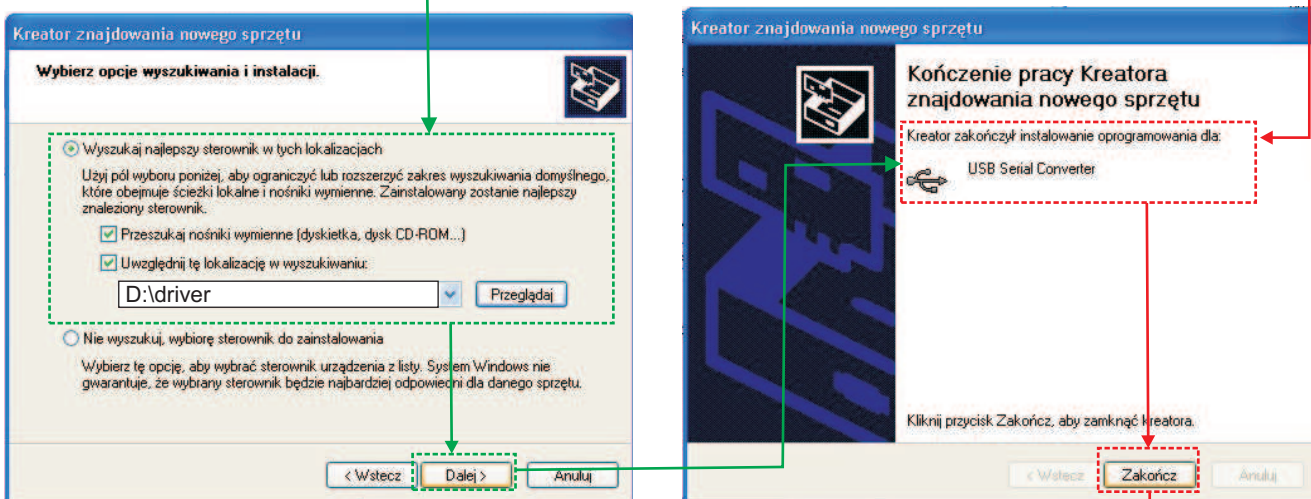 Kreator znajdowania nowego sprzętu
Wybierz opcje wyszukiwania i instalacji.
Wyszukaj najlepszy sterownik w tych lokalizacjach
Użyj pól wyboru poniżej, aby ograniczyć lub rozszerzyć zakres wyszukiwania domyślnego,
które obejmuje ścieżki lokalne i nośniki wymienne. Zainstalowany zostanie najlepszy
znaleziony sterownik.
Przeszukaj nośniki wymienne (dyskietka, dysk CD-ROM...)
Uwzględnij tę lokalizację w wyszukiwaniu:
D:\driver
Przeglądaj
Nie wyszukuj, wybiorę sterownik do zainstalowania
Wybierz tę opcję, aby wybrać sterownik urządzenia z listy. System Windows nie
gwarantuje, że wybrany sterownik będzie najbardziej odpowiedni dla danego sprzętu.
< Wstecz
Dalej >
Anuluj
Kreator znajdowania nowego sprzętu
Kończenie pracy Kreatora
znajdowania nowego sprzętu
Kreator zakończył instalowanie oprogramowania dla:
USB Serial Converter
Kliknij przycisk Zakończ, aby zamknąć kreatora.
< Wstecz
Zakończ
Anuluj